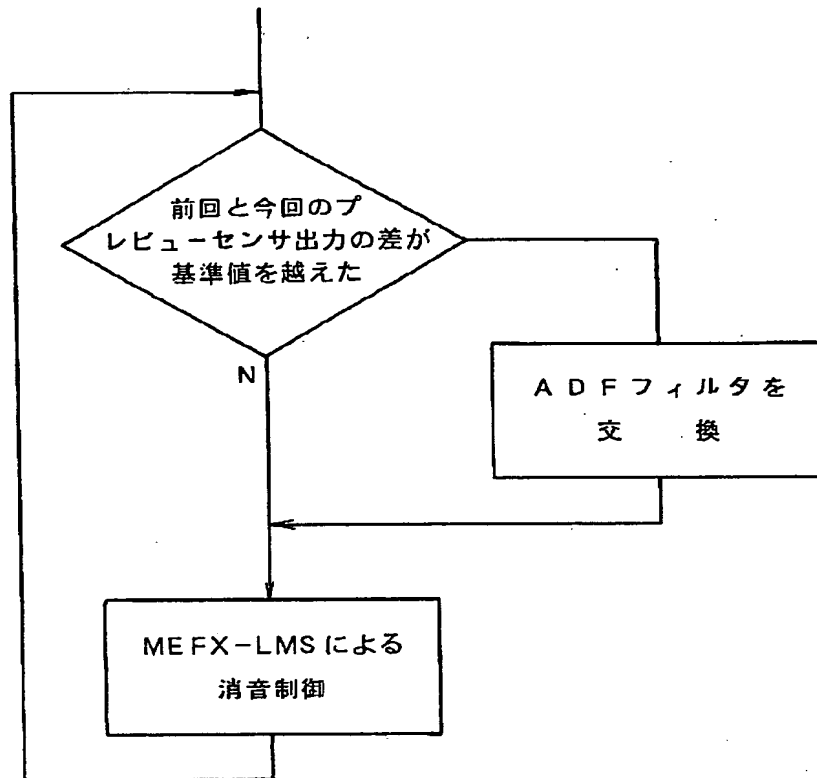 前回と今回のプ
レビューセンサ出力の差が
基準値を越えた
N
ADFフィルタを
交換
MEFX-LMSによる
消音制御